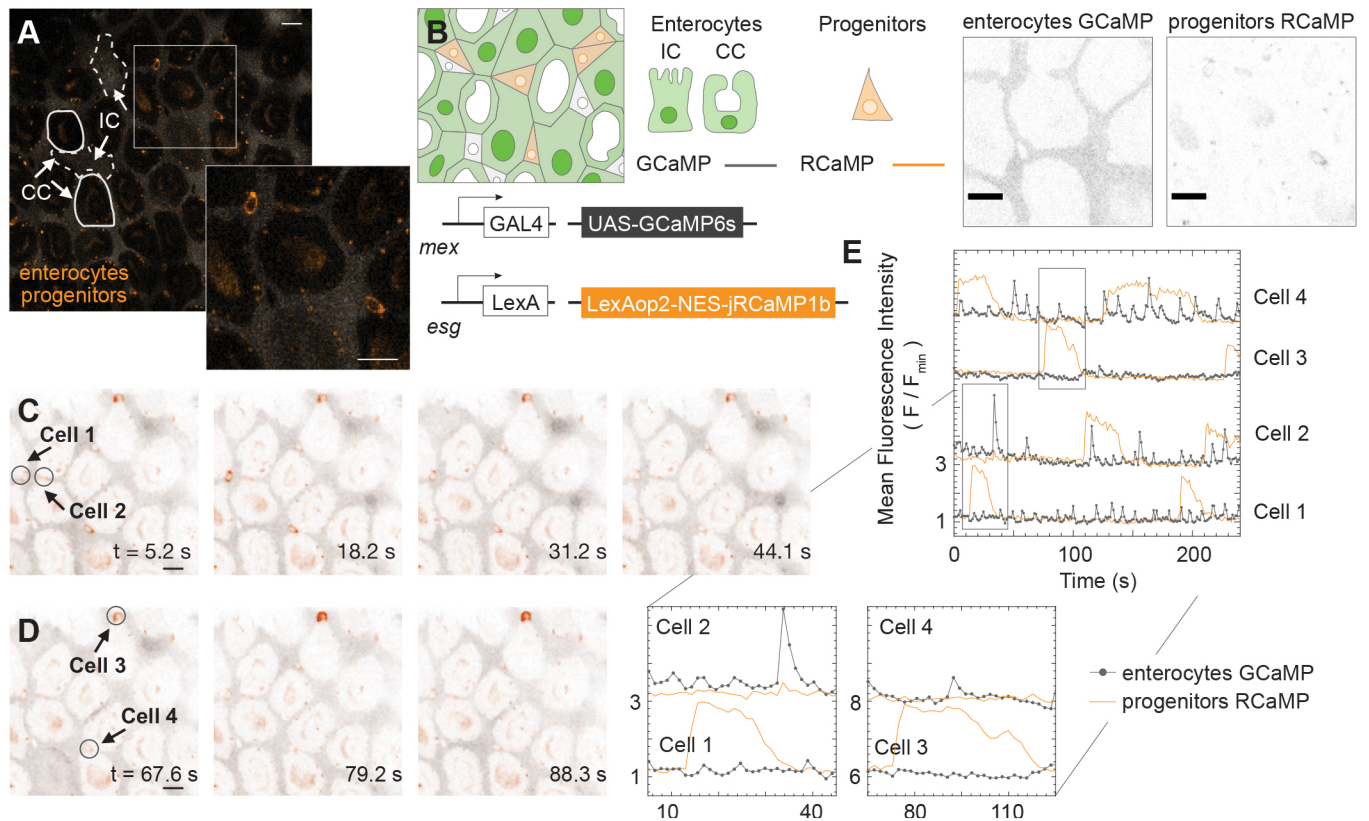 A
IC
CC
enterocytes
progenitors
B
Enterocytes
IC CC
Progenitors
GCaMP
RCaMP
enterocytes GCaMP
progenitors RCaMP
GAL4
UAS-GCaMP6s
mex
LexA
LexAop2-NES-jRCaMP1b
esg
C
Cell 1
Cell 2
t = 5.2 s
18.2 s
31.2 s
44.1 s
D
Cell 3
Cell 4
t = 67.6 s
79.2 s
88.3 s
E
Mean Fluorescence Intensity
( F / Fmin )
Cell 4
Cell 3
Cell 2
3
Cell 1
1
0 100 200
Time (s)
Cell 2
3
Cell 1
1
10 40
Cell 4
8
Cell 3
6
80 110
enterocytes GCaMP
progenitors RCaMP